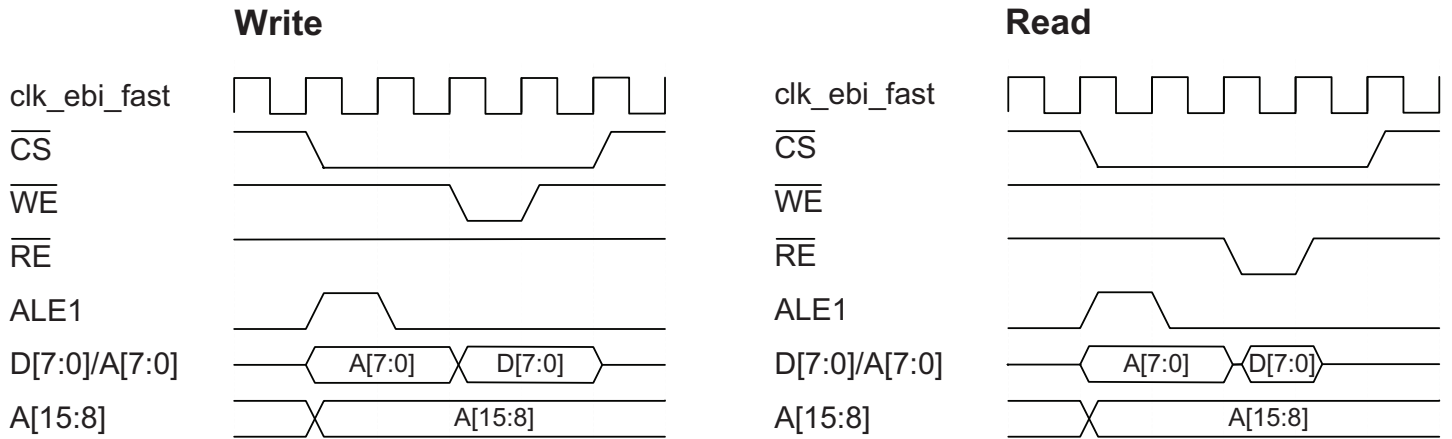 Write
clk_ebi_fast
CS
WE
RE
ALE1
D[7:0]/A[7:0]
A[7:0]
D[7:0]
A[15:8]
A[15:8]
Read
clk_ebi_fast
CS
WE
RE
ALE1
D[7:0]/A[7:0]
A[7:0]
D[7:0]
A[15:8]
A[15:8]